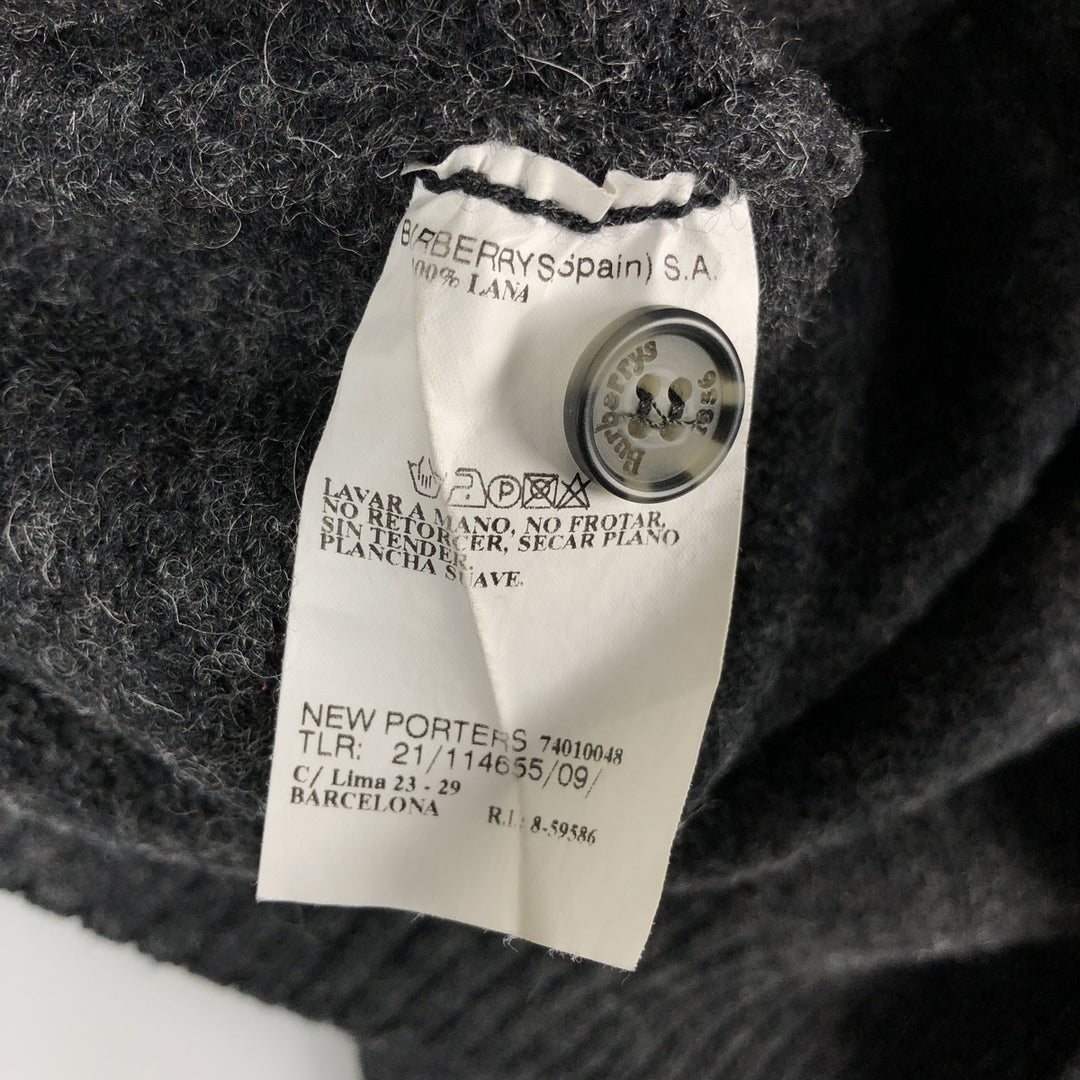 BURBERRYS Spain) S.A.
100% LANA
Burberrys
1856
P
LAVAR A MANO, NO FROTAR,
NO RETORCER, SECAR PLANO
SIN TENDER.
PLANCHA SUAVE.
NEW PORTERS 74010048
TLR: 21/114655/09/
C/ Lima 23 - 29
BARCELONA R.I.: 8-59586